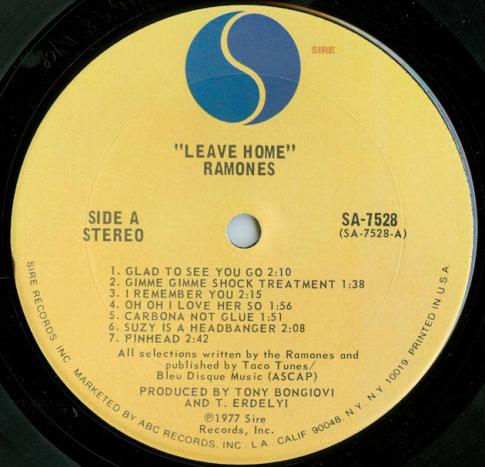 SIRE
"LEAVE HOME"
RAMONES
SIDE A
STEREO
SA-7528
(SA-7528-A)
1. GLAD TO SEE YOU GO 2:10
2. GIMME GIMME SHOCK TREATMENT 1:38
3. I REMEMBER YOU 2:15
4. OH OH I LOVE HER SO 1:56
5. CARBONA NOT GLUE 1:51
6. SUZY IS A HEADBANGER 2:08
7. PINHEAD 2:42
All selections written by the Ramones and
published by Taco Tunes/
Bleu Disque Music (ASCAP)
PRODUCED BY TONY BONGIOVI
AND T. ERDELYI
℗1977 Sire
Records, Inc.
SIRE RECORDS, INC. MARKETED BY ABC RECORDS, INC., L.A., CALIF 90048, N.Y., N.Y. 10019. PRINTED IN U.S.A.